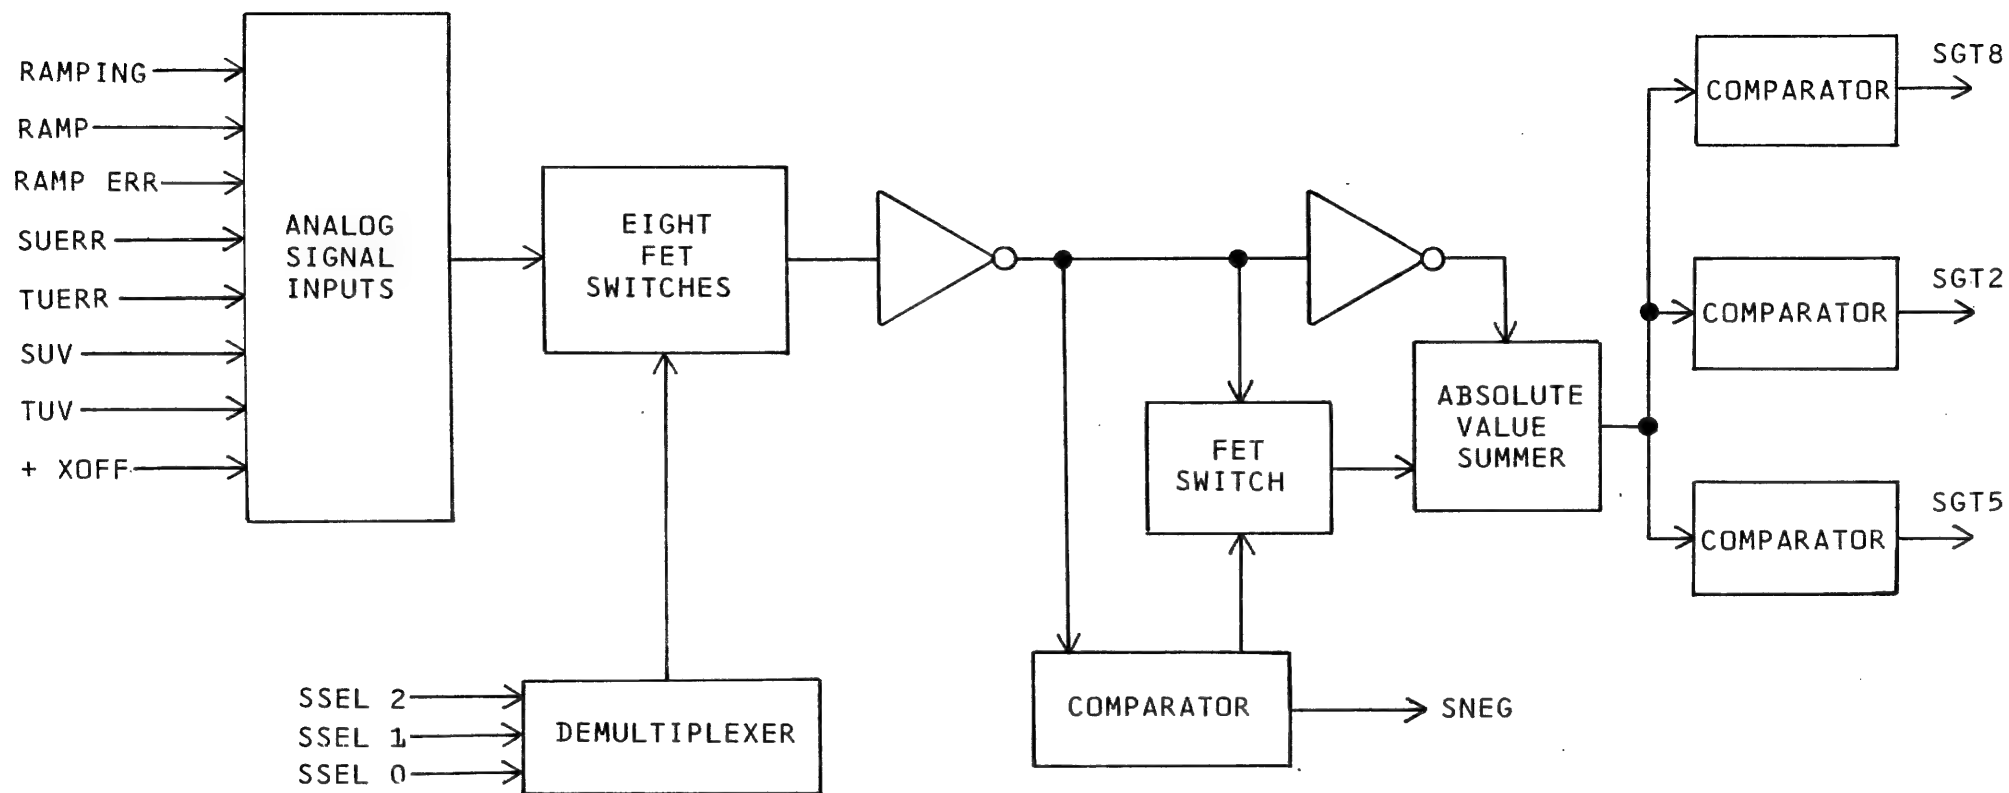 RAMPING
RAMP
RAMP ERR
SUERR
TUERR
SUV
TUV
+ XOFF
ANALOG
SIGNAL
INPUTS
EIGHT
FET
SWITCHES
SSEL 2
SSEL 1
SSEL 0
DEMULTIPLEXER
FET
SWITCH
COMPARATOR
SNEG
ABSOLUTE
VALUE
SUMMER
COMPARATOR
SGT8
COMPARATOR
SGT2
COMPARATOR
SGT5